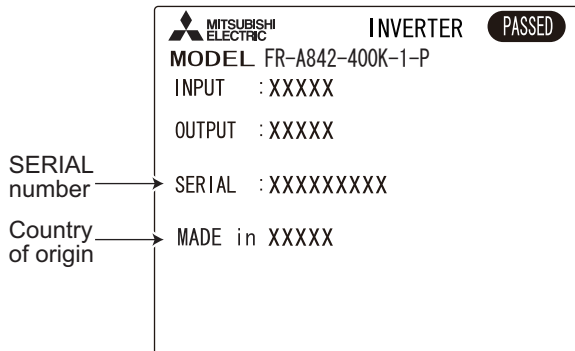 MITSUBISHI
ELECTRIC
INVERTER
PASSED
MODEL FR-A842-400K-1-P
INPUT : XXXXX
OUTPUT : XXXXX
SERIAL
number
SERIAL : XXXXXXXXX
Country
of origin
MADE in XXXXX